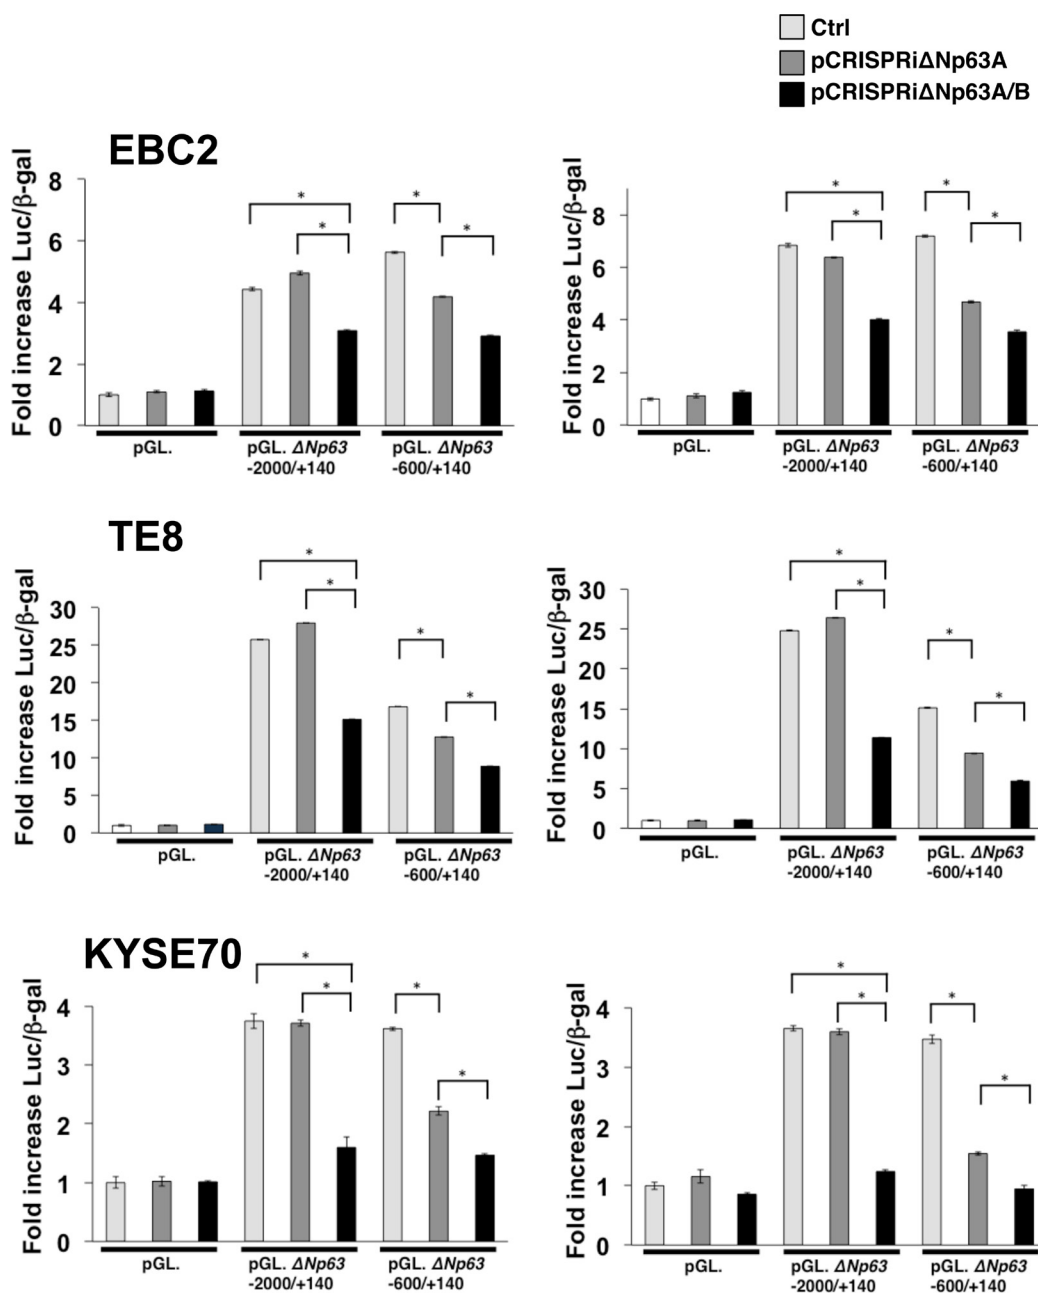 Ctrl
pCRISPRiΔNp63A
pCRISPRiΔNp63A/B
EBC2
Fold increase Luc/β-gal
8
6
4
2
0
*
*
*
*
pGL.
pGL. ΔNp63
-2000/+140
pGL. ΔNp63
-600/+140
Fold increase Luc/β-gal
8
6
4
2
0
*
*
*
*
pGL.
pGL. ΔNp63
-2000/+140
pGL. ΔNp63
-600/+140
TE8
Fold increase Luc/β-gal
30
25
20
15
10
5
0
*
*
*
*
pGL.
pGL. ΔNp63
-2000/+140
pGL. ΔNp63
-600/+140
Fold increase Luc/β-gal
30
25
20
15
10
5
0
*
*
*
*
pGL.
pGL. ΔNp63
-2000/+140
pGL. ΔNp63
-600/+140
KYSE70
Fold increase Luc/β-gal
4
3
2
1
0
*
*
*
*
pGL.
pGL. ΔNp63
-2000/+140
pGL. ΔNp63
-600/+140
Fold increase Luc/β-gal
4
3
2
1
0
*
*
*
*
pGL.
pGL. ΔNp63
-2000/+140
pGL. ΔNp63
-600/+140